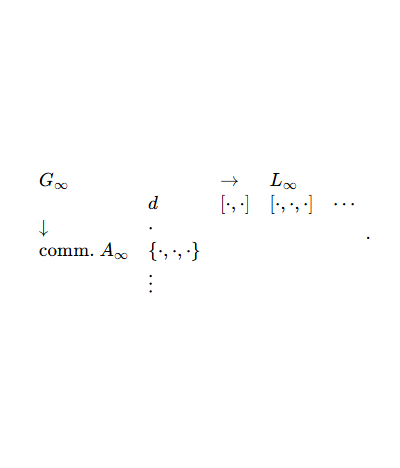 G∞ → L∞
d [·,·] [·,·,·] ⋯
↓ ·
comm. A∞ {·,·,·}
⋮
.